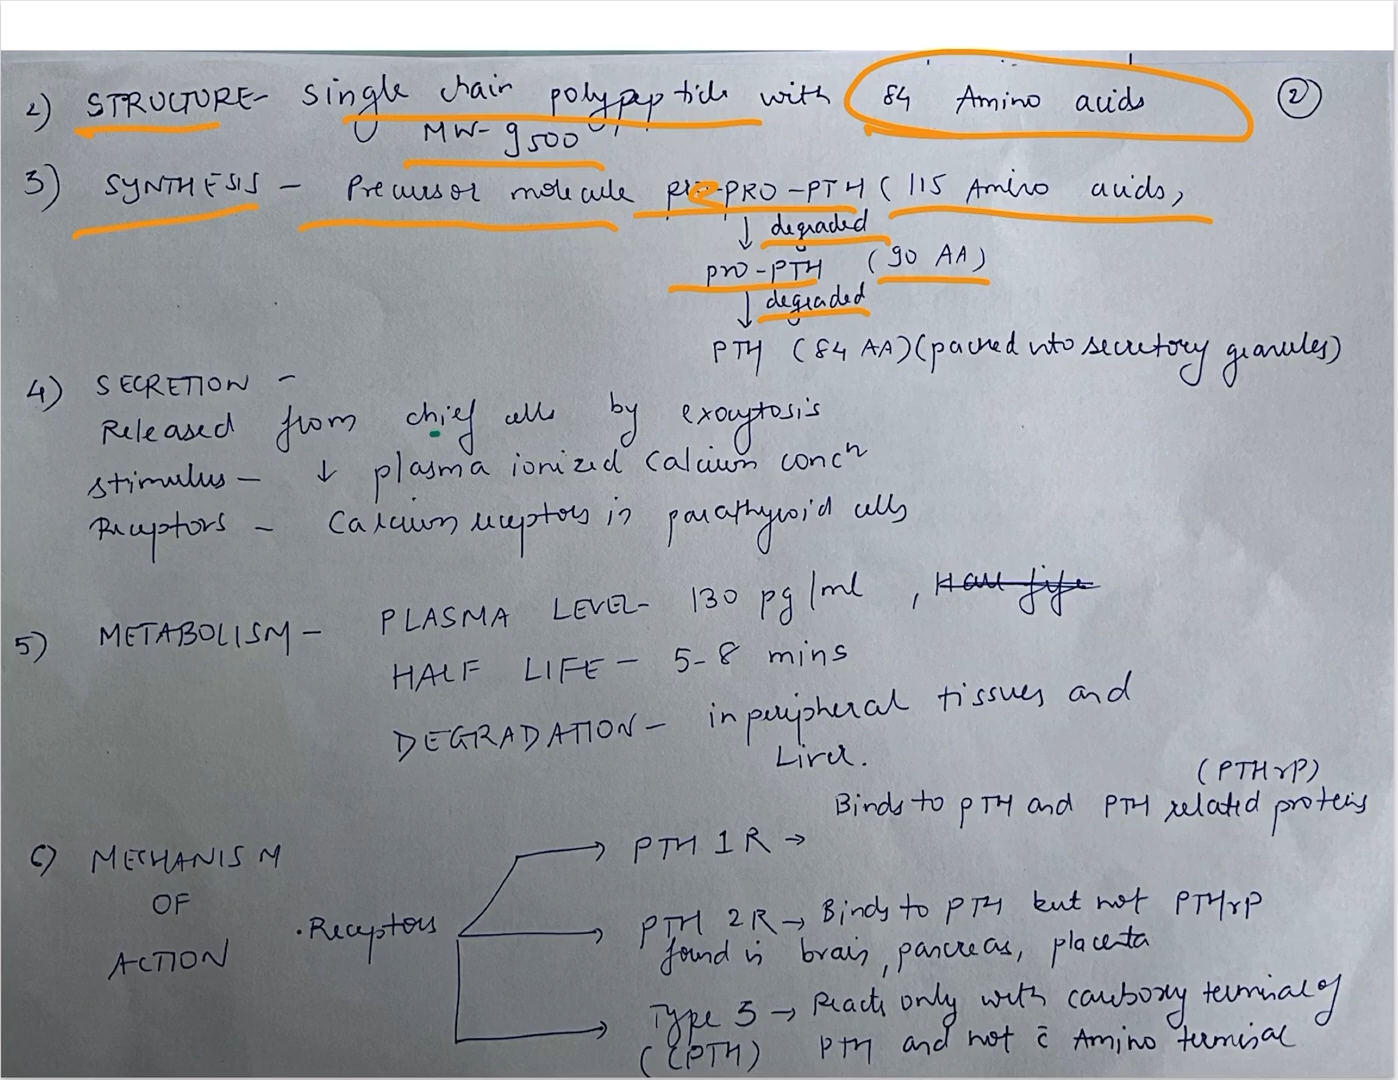 2) STRUCTURE- single chain polypeptide with 84 Amino acids
②
MW- 9500
3) SYNTHESIS - Precursor molecule pre-PRO-PTH ( 115 Amino acids,
↓ degraded
pro-PTH (90 AA)
↓ degraded
PTH (84 AA) (packed into secretory granules)
4) SECRETION -
Released from chief cells by exocytosis
stimulus - ↓ plasma ionized calcium concn
Receptors - Calcium receptors in parathyroid cells
5) METABOLISM - PLASMA LEVEL- 130 pg/ml , Half life
HALF LIFE - 5-8 mins
DEGRADATION - in peripheral tissues and
Liver.
(PTHrP)
Binds to PTH and PTH related proteins
6) MECHANISM
OF
ACTION
. Receptors
PTH 1R →
PTH 2R → Binds to PTH but not PTHrP
found in brain, pancreas, placenta
Type 3 → Reacts only with carboxy terminal of
(CPTH) PTH and not c̄ Amino terminal